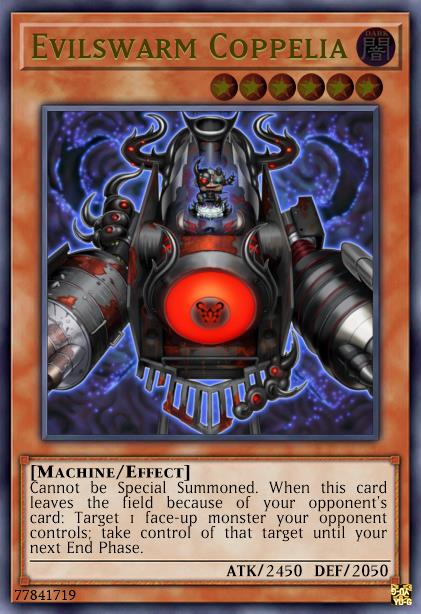 Evilswarm Coppelia
DARK
闇
[Machine/Effect]
Cannot be Special Summoned. When this card
leaves the field because of your opponent's
card: Target 1 face-up monster your opponent
controls; take control of that target until your
next End Phase.
ATK/2450 DEF/2050
77841719